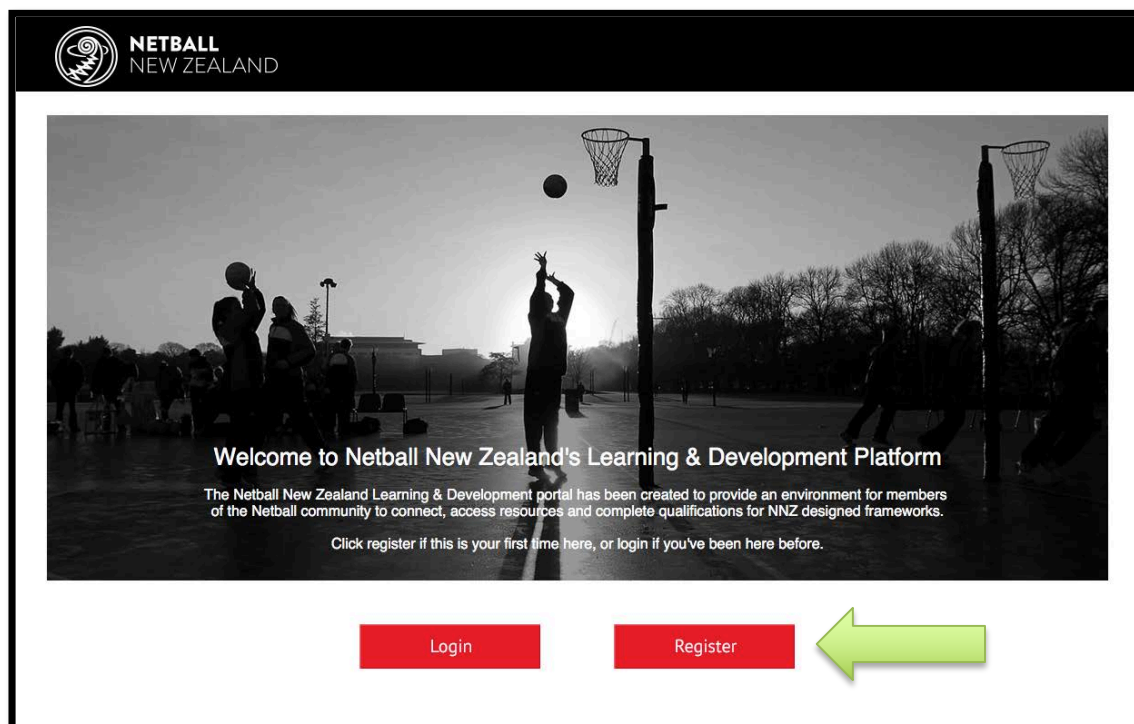 NETBALL
NEW ZEALAND
Welcome to Netball New Zealand's Learning & Development Platform
The Netball New Zealand Learning & Development portal has been created to provide an environment for members
of the Netball community to connect, access resources and complete qualifications for NNZ designed frameworks.
Click register if this is your first time here, or login if you've been here before.
Login
Register